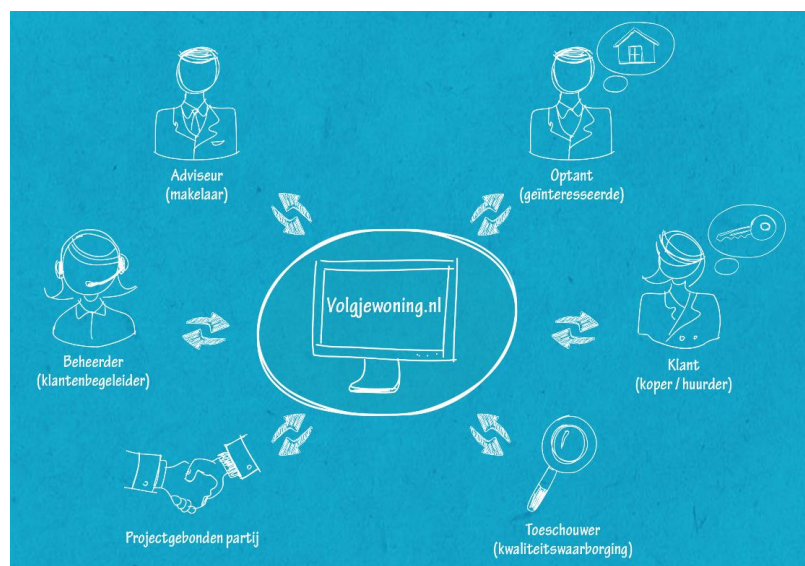 Adviseur
(makelaar)
Optant
(geïnteresseerde)
Volgjewoning.nl
Beheerder
(klantenbegeleider)
Klant
(koper / huurder)
Projectgebonden partij
Toeschouwer
(kwaliteitswaarborging)